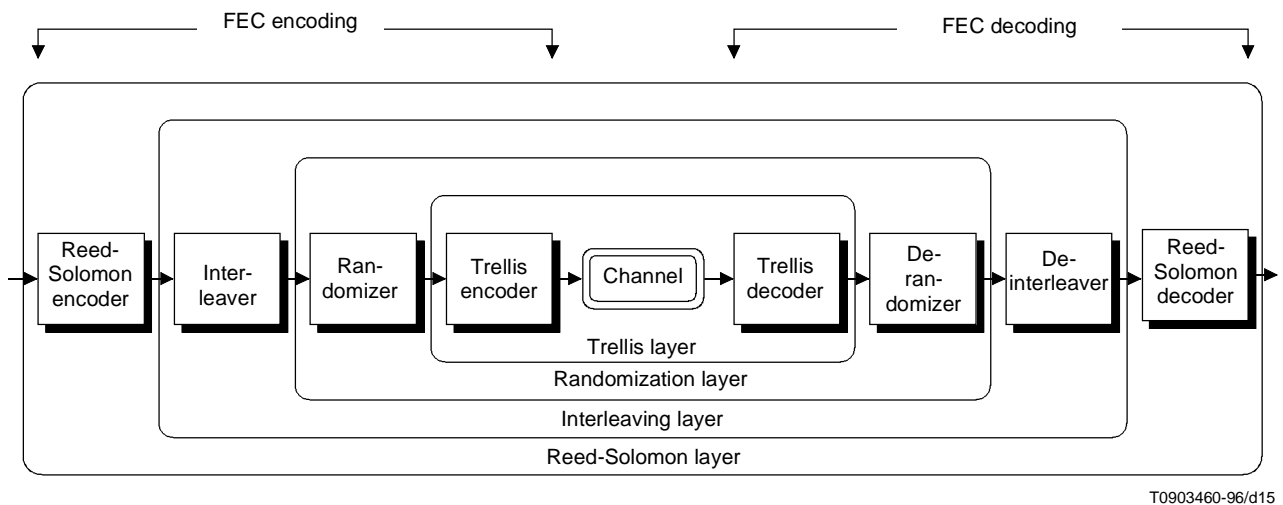 FEC encoding
FEC decoding
Reed-
Solomon
encoder
Inter-
leaver
Ran-
domizer
Trellis
encoder
Channel
Trellis
decoder
De-
ran-
domizer
De-
interleaver
Reed-
Solomon
decoder
Trellis layer
Randomization layer
Interleaving layer
Reed-Solomon layer
T0903460-96/d15